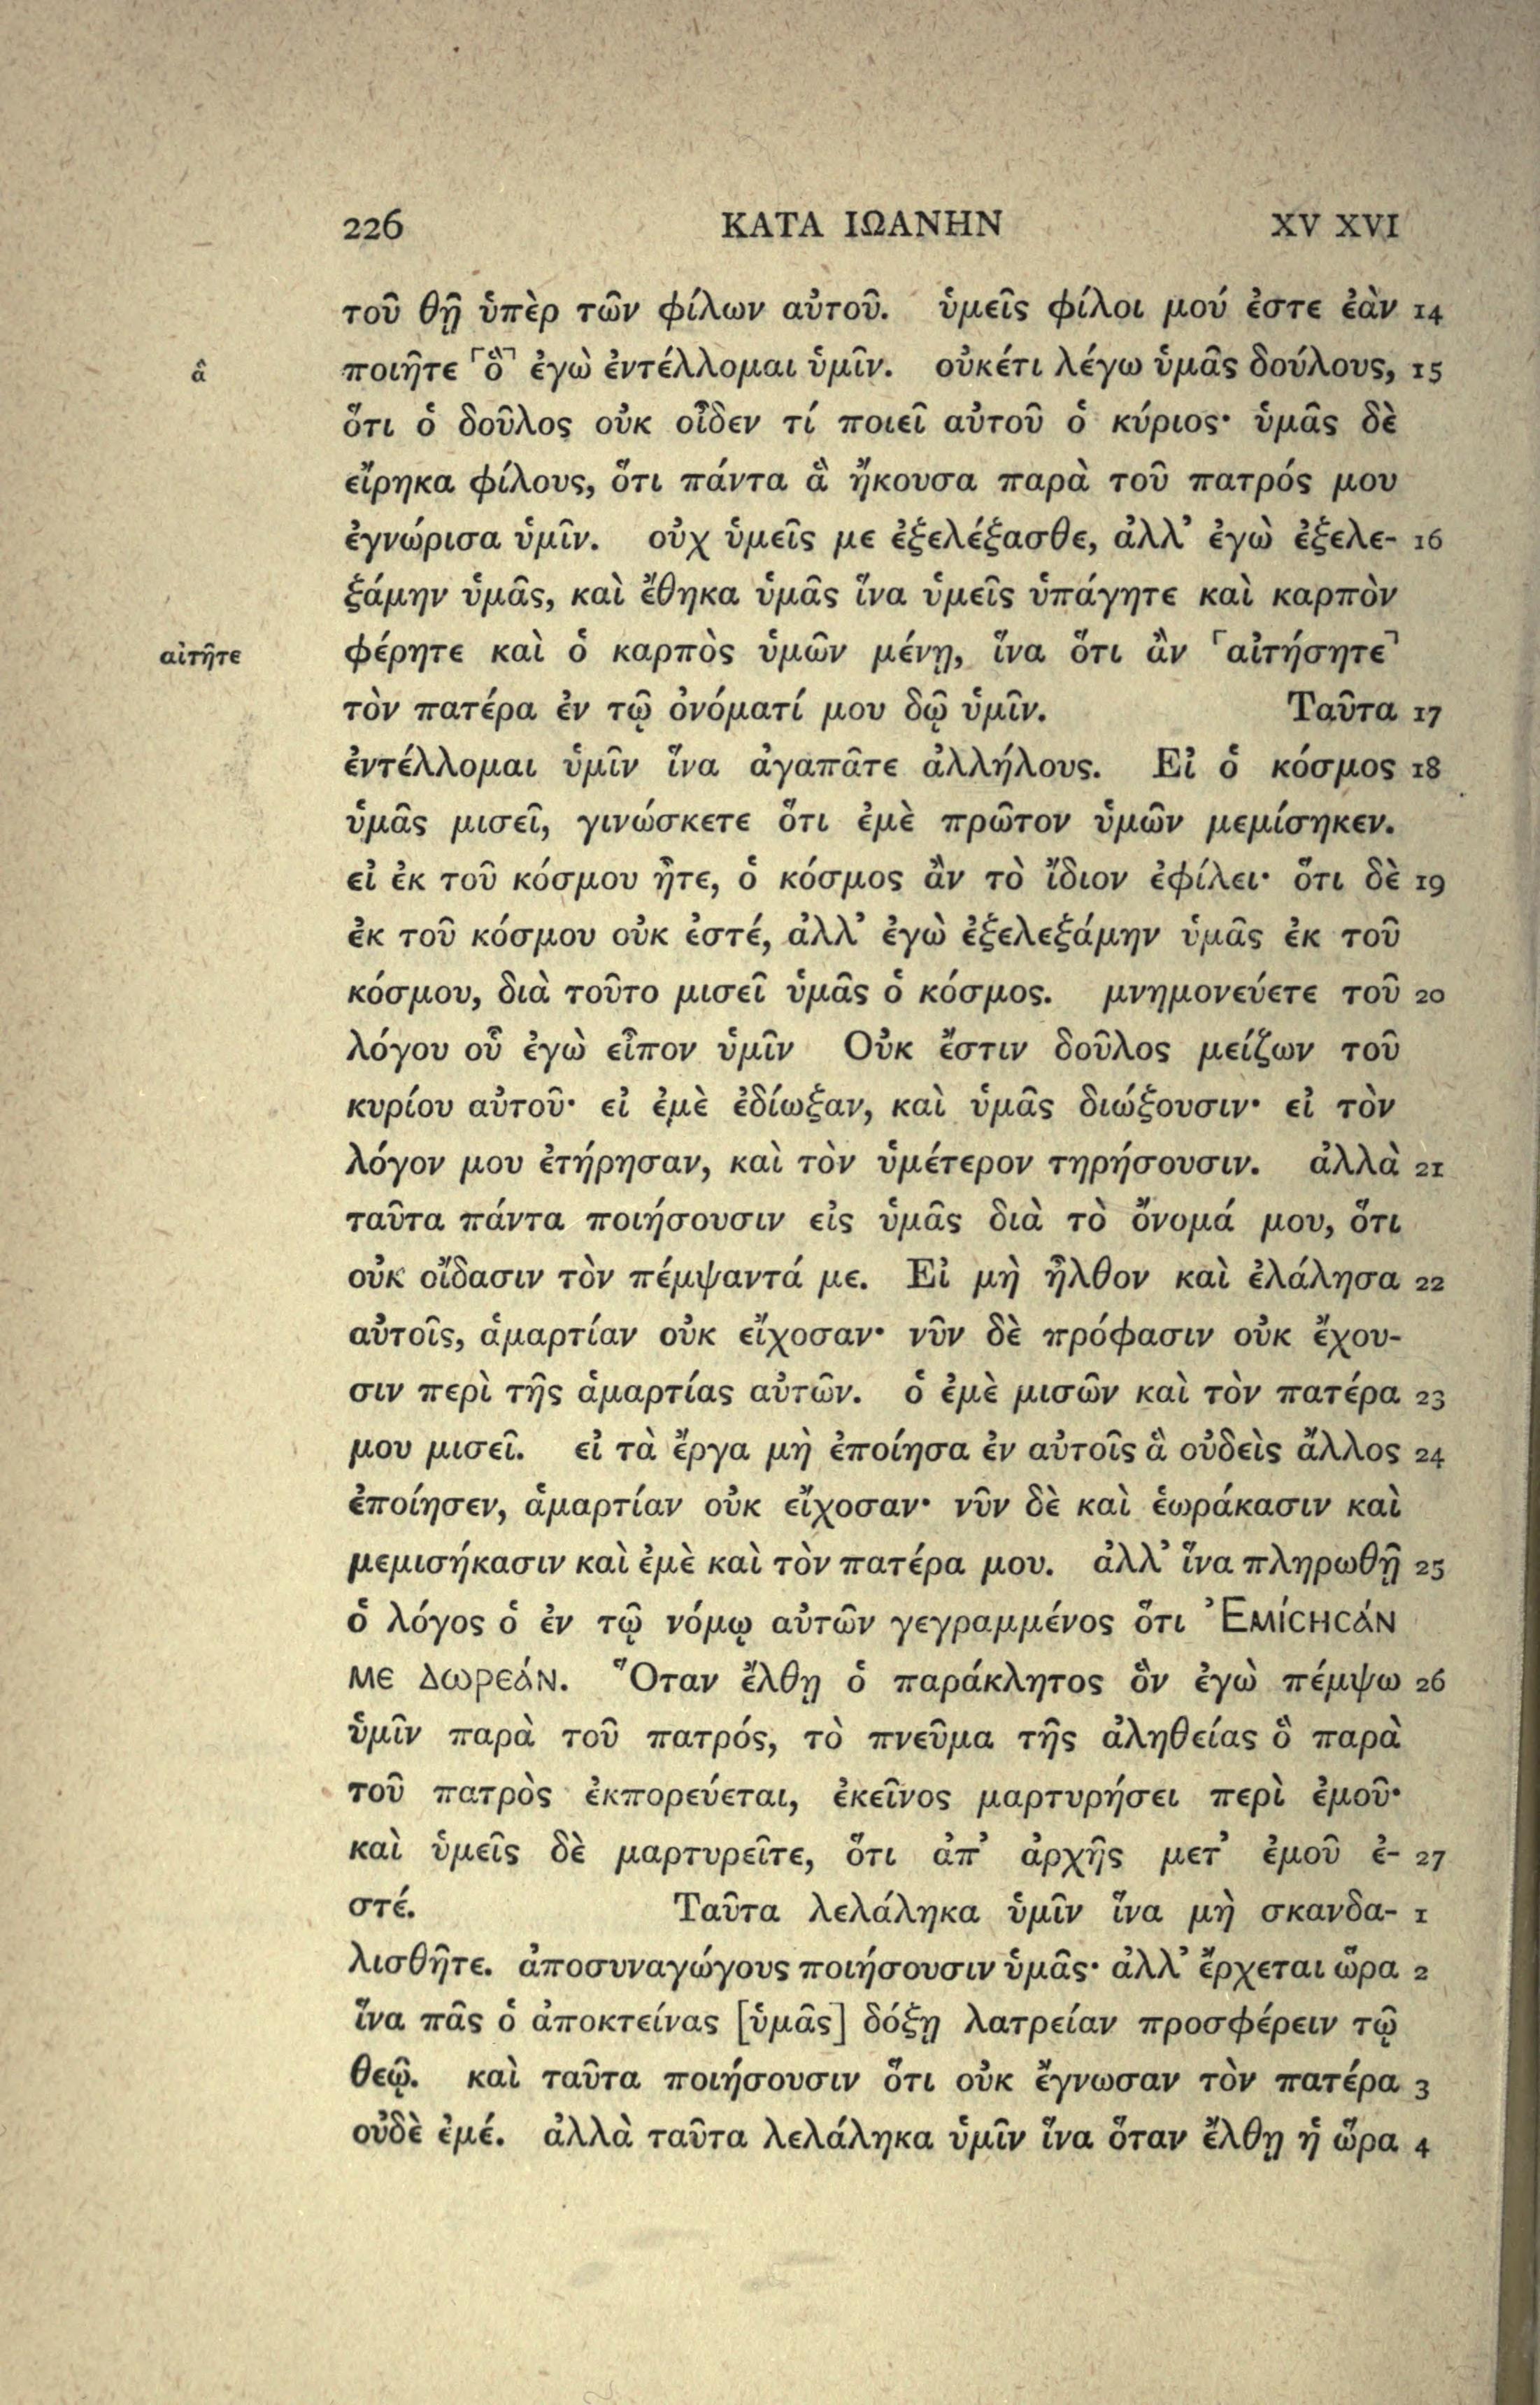 226 ΚΑΤΑ ΙΩΑΝΗΝ XV XVI
τοῦ θῇ ὑπὲρ τῶν φίλων αὐτοῦ. ὑμεῖς φίλοι μού ἐστε ἐὰν 14
ἃ ποιῆτε ⌜ὃ⌝ ἐγὼ ἐντέλλομαι ὑμῖν. οὐκέτι λέγω ὑμᾶς δούλους, 15
ὅτι ὁ δοῦλος οὐκ οἶδεν τί ποιεῖ αὐτοῦ ὁ κύριος· ὑμᾶς δὲ
εἴρηκα φίλους, ὅτι πάντα ἃ ἤκουσα παρὰ τοῦ πατρός μου
ἐγνώρισα ὑμῖν. οὐχ ὑμεῖς με ἐξελέξασθε, ἀλλ᾽ ἐγὼ ἐξελε- 16
ξάμην ὑμᾶς, καὶ ἔθηκα ὑμᾶς ἵνα ὑμεῖς ὑπάγητε καὶ καρπὸν
αἰτῆτε φέρητε καὶ ὁ καρπὸς ὑμῶν μένῃ, ἵνα ὅτι ἂν ⌜αἰτήσητε⌝
τὸν πατέρα ἐν τῷ ὀνόματί μου δῷ ὑμῖν. Ταῦτα 17
ἐντέλλομαι ὑμῖν ἵνα ἀγαπᾶτε ἀλλήλους. Εἰ ὁ κόσμος 18
ὑμᾶς μισεῖ, γινώσκετε ὅτι ἐμὲ πρῶτον ὑμῶν μεμίσηκεν.
εἰ ἐκ τοῦ κόσμου ἦτε, ὁ κόσμος ἂν τὸ ἴδιον ἐφίλει· ὅτι δὲ 19
ἐκ τοῦ κόσμου οὐκ ἐστέ, ἀλλ᾽ ἐγὼ ἐξελεξάμην ὑμᾶς ἐκ τοῦ
κόσμου, διὰ τοῦτο μισεῖ ὑμᾶς ὁ κόσμος. μνημονεύετε τοῦ 20
λόγου οὗ ἐγὼ εἶπον ὑμῖν Οὐκ ἔστιν δοῦλος μείζων τοῦ
κυρίου αὐτοῦ· εἰ ἐμὲ ἐδίωξαν, καὶ ὑμᾶς διώξουσιν· εἰ τὸν
λόγον μου ἐτήρησαν, καὶ τὸν ὑμέτερον τηρήσουσιν. ἀλλὰ 21
ταῦτα πάντα ποιήσουσιν εἰς ὑμᾶς διὰ τὸ ὄνομά μου, ὅτι
οὐκ οἴδασιν τὸν πέμψαντά με. Εἰ μὴ ἦλθον καὶ ἐλάλησα 22
αὐτοῖς, ἁμαρτίαν οὐκ εἴχοσαν· νῦν δὲ πρόφασιν οὐκ ἔχου-
σιν περὶ τῆς ἁμαρτίας αὐτῶν. ὁ ἐμὲ μισῶν καὶ τὸν πατέρα 23
μου μισεῖ. εἰ τὰ ἔργα μὴ ἐποίησα ἐν αὐτοῖς ἃ οὐδεὶς ἄλλος 24
ἐποίησεν, ἁμαρτίαν οὐκ εἴχοσαν· νῦν δὲ καὶ ἑωράκασιν καὶ
μεμισήκασιν καὶ ἐμὲ καὶ τὸν πατέρα μου. ἀλλ᾽ ἵνα πληρωθῇ 25
ὁ λόγος ὁ ἐν τῷ νόμῳ αὐτῶν γεγραμμένος ὅτι Ἐμίϲηϲάν
με δωρεάν. Ὅταν ἔλθῃ ὁ παράκλητος ὃν ἐγὼ πέμψω 26
ὑμῖν παρὰ τοῦ πατρός, τὸ πνεῦμα τῆς ἀληθείας ὃ παρὰ
τοῦ πατρὸς ἐκπορεύεται, ἐκεῖνος μαρτυρήσει περὶ ἐμοῦ·
καὶ ὑμεῖς δὲ μαρτυρεῖτε, ὅτι ἀπ᾽ ἀρχῆς μετ᾽ ἐμοῦ ἐ- 27
στέ. Ταῦτα λελάληκα ὑμῖν ἵνα μὴ σκανδα- 1
λισθῆτε. ἀποσυναγώγους ποιήσουσιν ὑμᾶς· ἀλλ᾽ ἔρχεται ὥρα 2
ἵνα πᾶς ὁ ἀποκτείνας [ὑμᾶς] δόξῃ λατρείαν προσφέρειν τῷ
θεῷ. καὶ ταῦτα ποιήσουσιν ὅτι οὐκ ἔγνωσαν τὸν πατέρα 3
οὐδὲ ἐμέ. ἀλλὰ ταῦτα λελάληκα ὑμῖν ἵνα ὅταν ἔλθῃ ἡ ὥρα 4